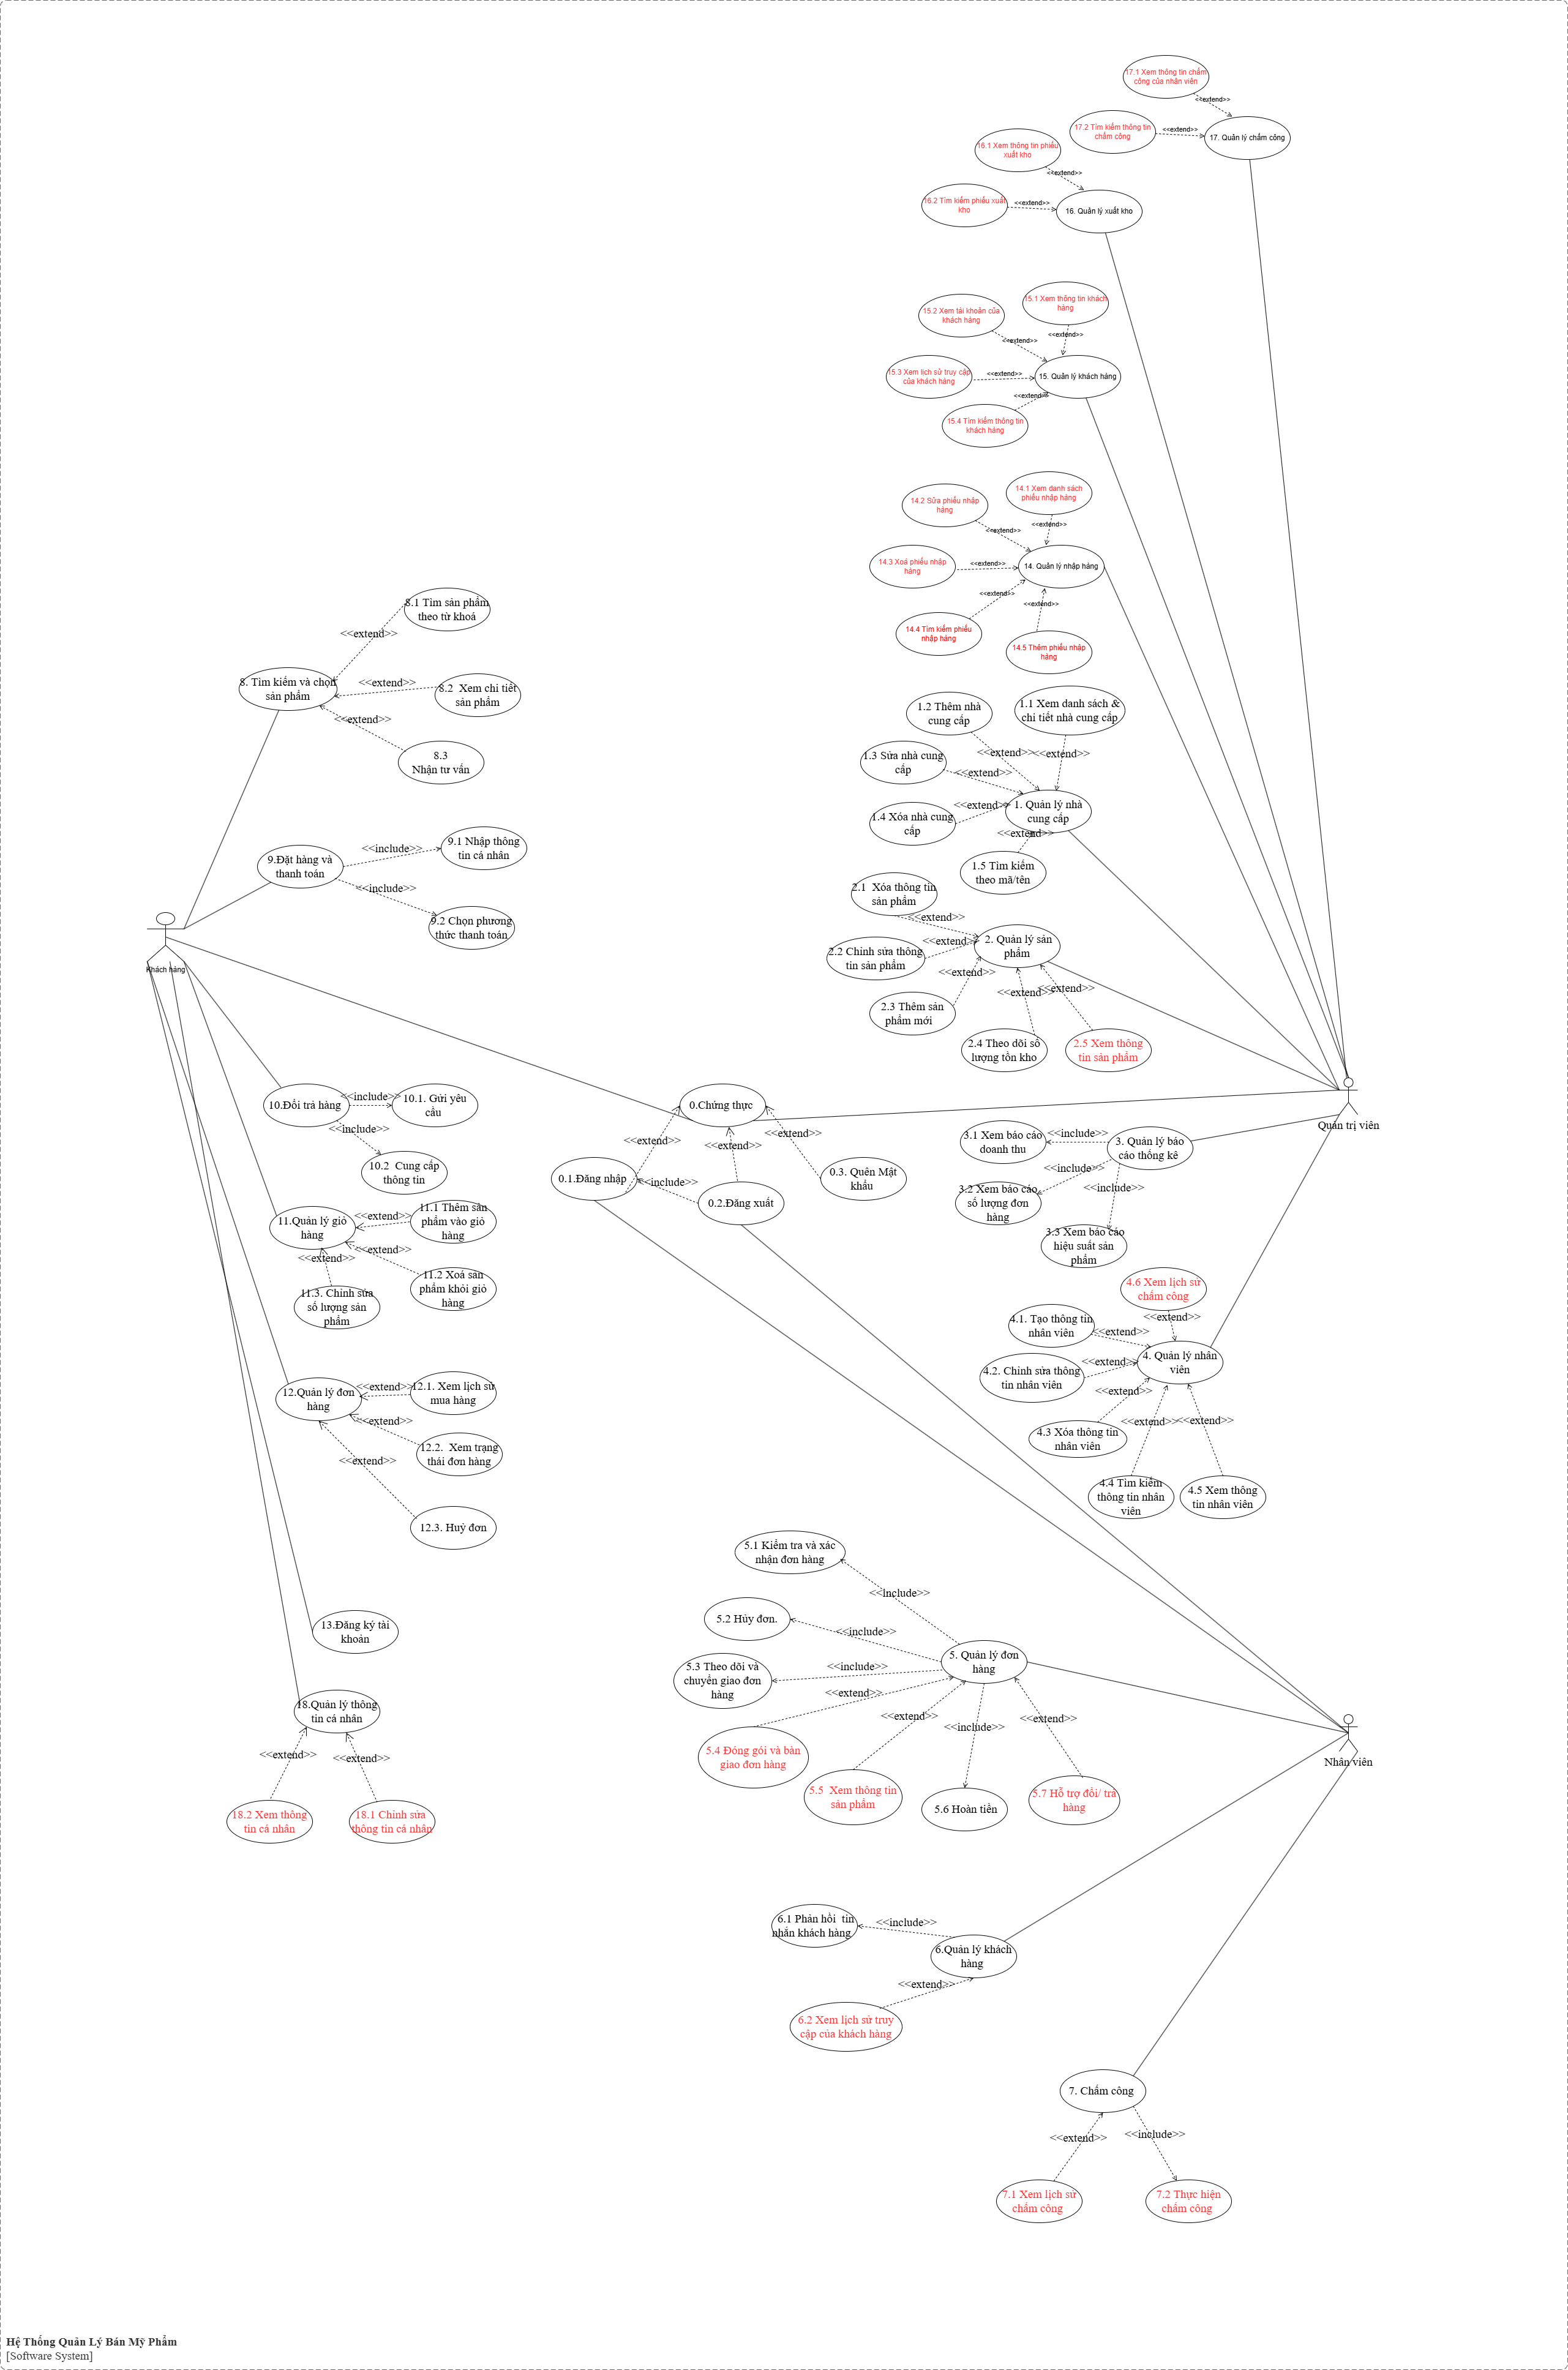 17.1 Xem thông tin chấm
công của nhân viên
<<extend>>
17.2 Tìm kiếm thông tin
chấm công
<<extend>>
17. Quản lý chấm công
16.1 Xem thông tin phiếu
xuất kho
<<extend>>
16.2 Tìm kiếm phiếu xuất
kho
<<extend>>
16. Quản lý xuất kho
15.1 Xem thông tin khách
hàng
15.2 Xem tài khoản của
khách hàng
<<extend>>
<<extend>>
15.3 Xem lịch sử truy cập
của khách hàng
<<extend>>
15. Quản lý khách hàng
<<extend>>
15.4 Tìm kiếm thông tin
khách hàng
14.1 Xem danh sách
phiếu nhập hàng
14.2 Sửa phiếu nhập
hàng
<<extend>>
<<extend>>
14.3 Xoá phiếu nhập
hàng
<<extend>>
14. Quản lý nhập hàng
<<extend>>
<<extend>>
14.4 Tìm kiếm phiếu
nhập hàng
14.5 Thêm phiếu nhập
hàng
8.1 Tìm sản phẩm
theo từ khoá
<<extend>>
8. Tìm kiếm và chọn
sản phẩm
<<extend>>
8.2  Xem chi tiết
sản phẩm
<<extend>>
8.3
Nhận tư vấn
1.1 Xem danh sách &
chi tiết nhà cung cấp
1.2 Thêm nhà
cung cấp
<<extend>>
<<extend>>
1.3 Sửa nhà cung
cấp
<<extend>>
1. Quản lý nhà
cung cấp
<<extend>>
1.4 Xóa nhà cung
cấp
<<extend>>
1.5 Tìm kiếm
theo mã/tên
9.Đặt hàng và
thanh toán
<<include>>
9.1 Nhập thông
tin cá nhân
<<include>>
9.2 Chọn phương
thức thanh toán
2.1  Xóa thông tin
sản phẩm
<<extend>>
2. Quản lý sản
phẩm
<<extend>>
2.2 Chỉnh sửa thông
tin sản phẩm
<<extend>>
2.3 Thêm sản
phẩm mới
<<extend>>
<<extend>>
2.4 Theo dõi số
lượng tồn kho
2.5 Xem thông
tin sản phẩm
Khách hàng
10.Đổi trả hàng
<<include>>
10.1. Gửi yêu
cầu
<<include>>
10.2  Cung cấp
thông tin
0.Chứng thực
<<extend>>
<<extend>>
<<extend>>
0.1.Đăng nhập
<<include>>
0.2.Đăng xuất
0.3. Quên Mật
khẩu
Quản trị viên
3. Quản lý báo
cáo thống kê
<<include>>
3.1 Xem báo cáo
doanh thu
<<include>>
3.2 Xem báo cáo
số lượng đơn
hàng
<<include>>
3.3 Xem báo cáo
hiệu suất sản
phẩm
11.Quản lý giỏ
hàng
<<extend>>
11.1 Thêm sản
phẩm vào giỏ
hàng
<<extend>>
11.2 Xoá sản
phẩm khỏi giỏ
hàng
<<extend>>
11.3. Chỉnh sửa
số lượng sản
phẩm
4.6 Xem lịch sử
chấm công
<<extend>>
4.1. Tạo thông tin
nhân viên
<<extend>>
4. Quản lý nhân
viên
<<extend>>
4.2. Chỉnh sửa thông
tin nhân viên
<<extend>>
4.3 Xóa thông tin
nhân viên
<<extend>>
<<extend>>
4.4 Tìm kiếm
thông tin nhân
viên
4.5 Xem thông
tin nhân viên
12.Quản lý đơn
hàng
<<extend>>
12.1. Xem lịch sử
mua hàng
<<extend>>
12.2.  Xem trạng
thái đơn hàng
<<extend>>
12.3. Huỷ đơn
13.Đăng ký tài
khoản
18.Quản lý thông
tin cá nhân
<<extend>>
<<extend>>
18.2 Xem thông
tin cá nhân
18.1 Chỉnh sửa
thông tin cá nhân
5.1 Kiểm tra và xác
nhận đơn hàng
<<include>>
5.2 Hủy đơn.
<<include>>
5. Quản lý đơn
hàng
5.3 Theo dõi và
chuyển giao đơn
hàng
<<include>>
<<extend>>
5.4 Đóng gói và bàn
giao đơn hàng
<<extend>>
5.5  Xem thông tin
sản phẩm
<<include>>
5.6 Hoàn tiền
<<extend>>
5.7 Hỗ trợ đổi/ trả
hàng
Nhân viên
6.1 Phản hồi  tin
nhắn khách hàng
<<include>>
6.Quản lý khách
hàng
<<extend>>
6.2 Xem lịch sử truy
cập của khách hàng
7. Chấm công
<<extend>>
<<include>>
7.1 Xem lịch sử
chấm công
7.2 Thực hiện
chấm công
Hệ Thống Quản Lý Bán Mỹ Phẩm
[Software System]